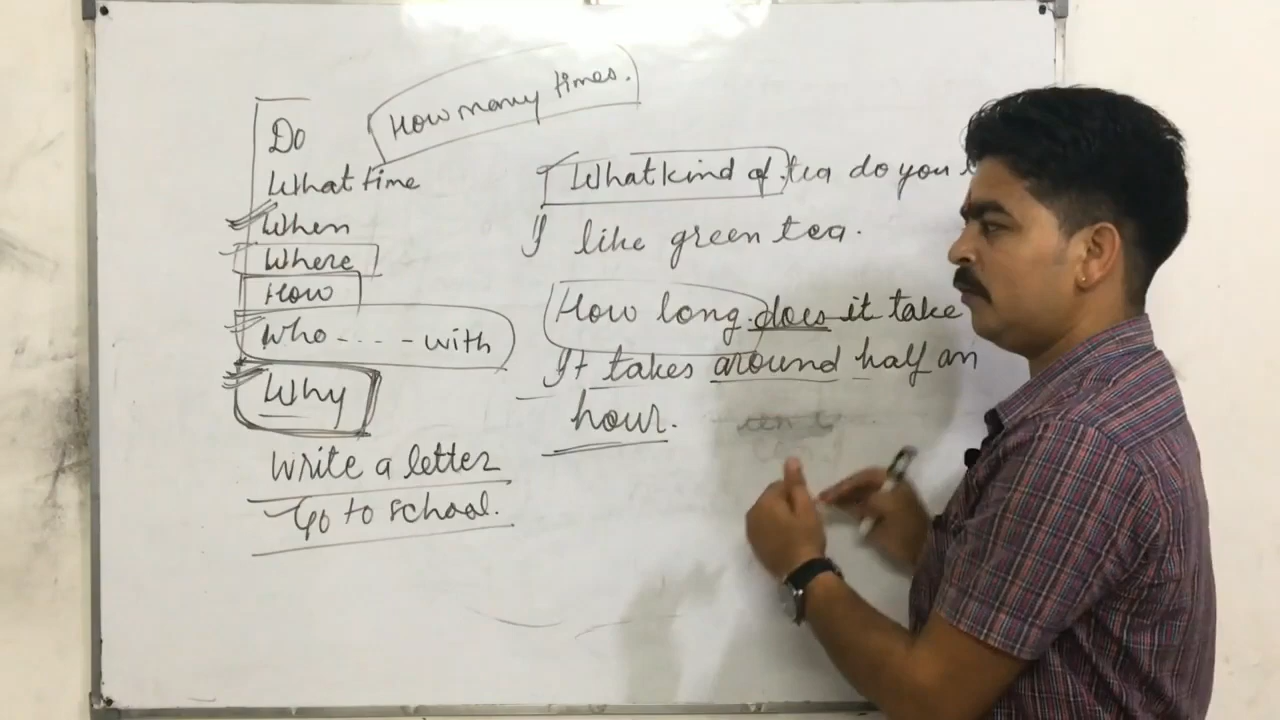 How many times.
Do
What time
When
Where
How
Who - . . . - with
Why
Write a letter
Go to school.
What kind of tea do you
I like green tea.
How long does it take
It takes around half an
hour.